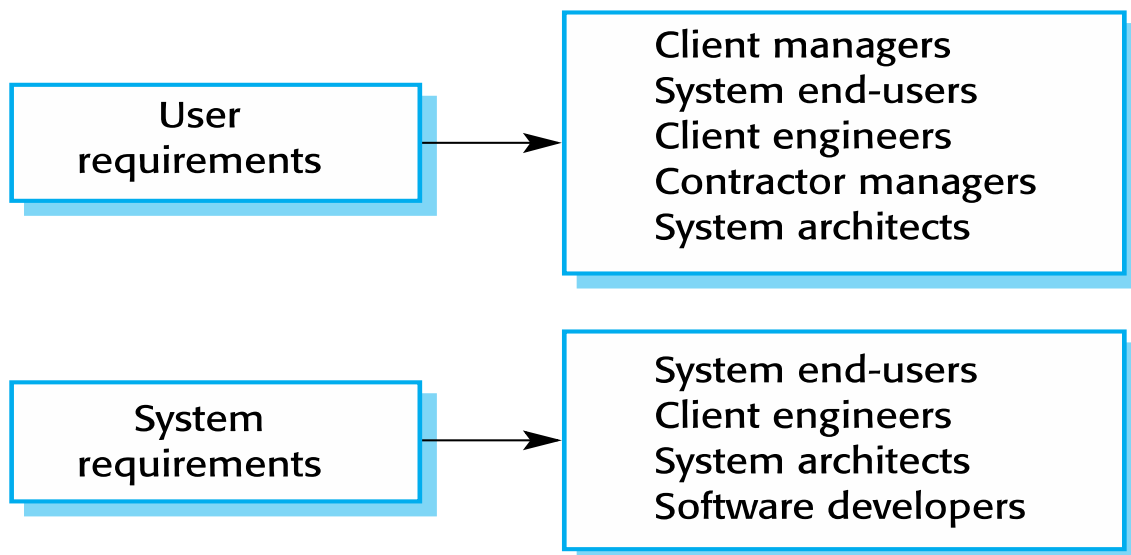 User
requirements
Client managers
System end-users
Client engineers
Contractor managers
System architects
System
requirements
System end-users
Client engineers
System architects
Software developers